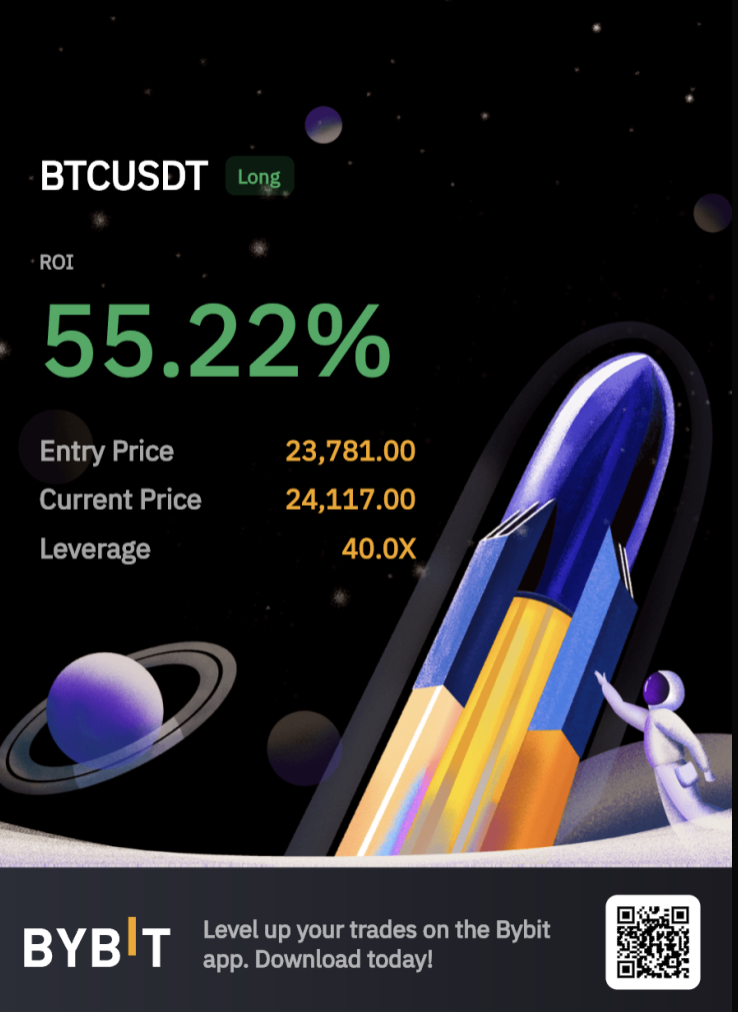 BTCUSDT Long
ROI
55.22%
Entry Price 23,781.00
Current Price 24,117.00
Leverage 40.0X
BYBIT Level up your trades on the Bybit
app. Download today!